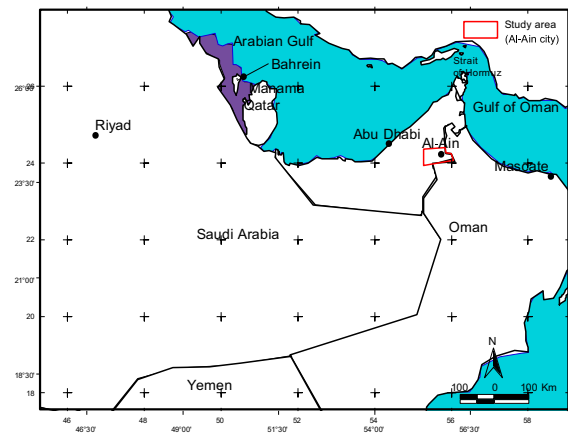 Study area
(Al-Ain city)
Arabian Gulf
Strait
of Hormuz
Bahrein
Manama
Qatar
Gulf of Oman
Riyad
Abu Dhabi
Al-Ain
Mascate
Saudi Arabia
Oman
Yemen
N
100 0 100 Km
26°00'
24
23°30'
22
21°00'
20
18°30'
18
46 48 50 52 54 56 58
46°30' 49°00' 51°30' 54°00' 56°30'